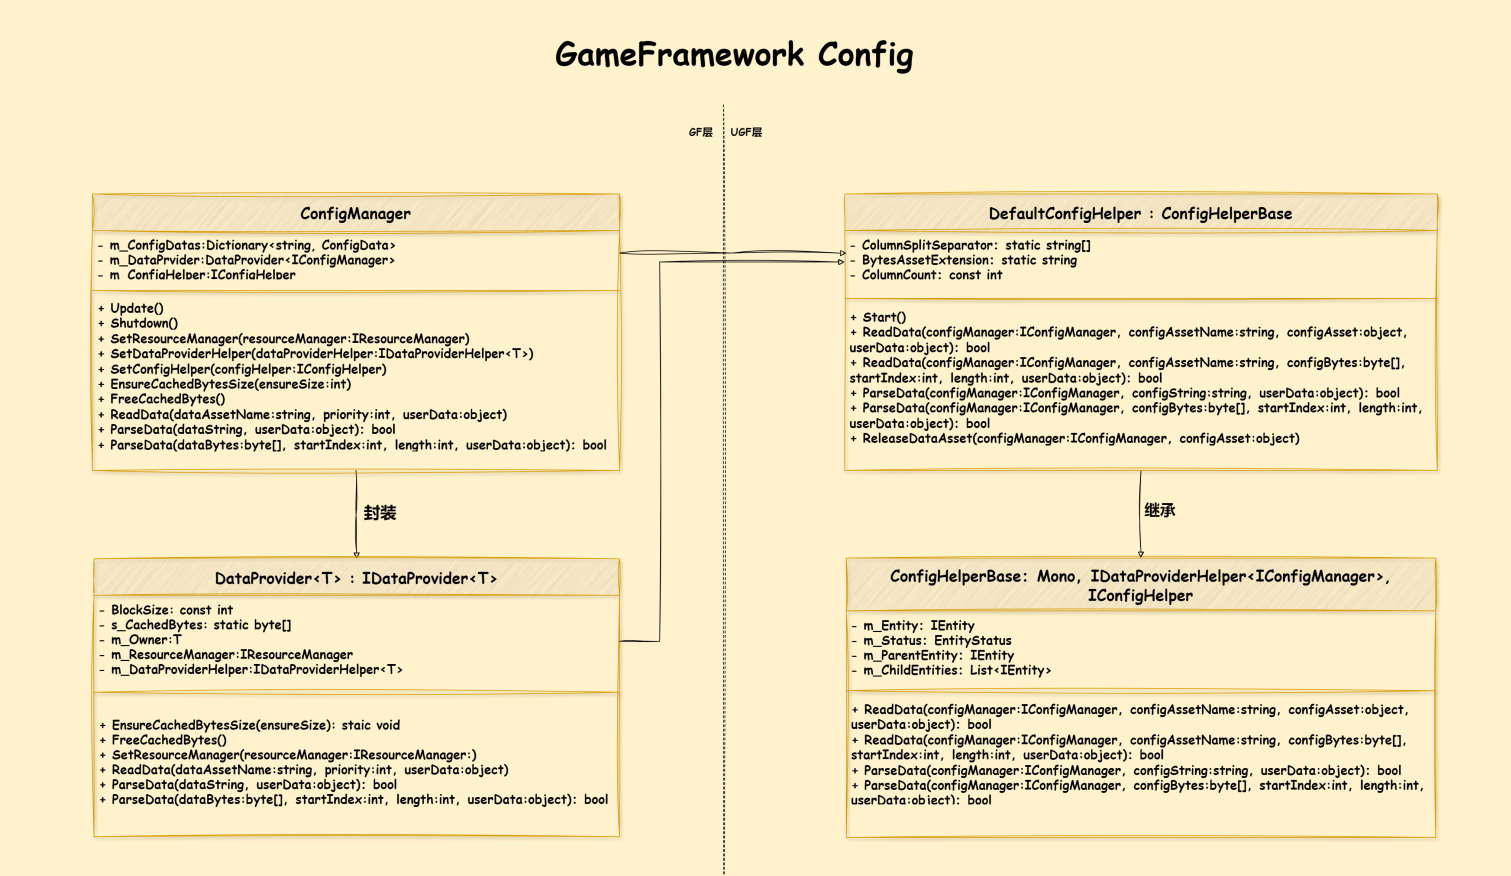 GameFramework Config
GF层
UGF层
ConfigManager
- m_ConfigDatas:Dictionary<string, ConfigData>
- m_DataPrvider:DataProvider<IConfigManager>
- m_ConfigHelper:IConfigHelper
+ Update()
+ Shutdown()
+ SetResourceManager(resourceManager:IResourceManager)
+ SetDataProviderHelper(dataProviderHelper:IDataProviderHelper<T>)
+ SetConfigHelper(configHelper:IConfigHelper)
+ EnsureCachedBytesSize(ensureSize:int)
+ FreeCachedBytes()
+ ReadData(dataAssetName:string, priority:int, userData:object)
+ ParseData(dataString, userData:object): bool
+ ParseData(dataBytes:byte[], startIndex:int, length:int, userData:object): bool
封装
DataProvider<T> : IDataProvider<T>
- BlockSize: const int
- s_CachedBytes: static byte[]
- m_Owner:T
- m_ResourceManager:IResourceManager
- m_DataProviderHelper:IDataProviderHelper<T>
+ EnsureCachedBytesSize(ensureSize): staic void
+ FreeCachedBytes()
+ SetResourceManager(resourceManager:IResourceManager:)
+ ReadData(dataAssetName:string, priority:int, userData:object)
+ ParseData(dataString, userData:object): bool
+ ParseData(dataBytes:byte[], startIndex:int, length:int, userData:object): bool
DefaultConfigHelper : ConfigHelperBase
- ColumnSplitSeparator: static string[]
- BytesAssetExtension: static string
- ColumnCount: const int
+ Start()
+ ReadData(configManager:IConfigManager, configAssetName:string, configAsset:object,
userData:object): bool
+ ReadData(configManager:IConfigManager, configAssetName:string, configBytes:byte[],
startIndex:int, length:int, userData:object): bool
+ ParseData(configManager:IConfigManager, configString:string, userData:object): bool
+ ParseData(configManager:IConfigManager, configBytes:byte[], startIndex:int, length:int,
userData:object): bool
+ ReleaseDataAsset(configManager:IConfigManager, configAsset:object)
继承
ConfigHelperBase: Mono, IDataProviderHelper<IConfigManager>,
IConfigHelper
- m_Entity: IEntity
- m_Status: EntityStatus
- m_ParentEntity: IEntity
- m_ChildEntities: List<IEntity>
+ ReadData(configManager:IConfigManager, configAssetName:string, configAsset:object,
userData:object): bool
+ ReadData(configManager:IConfigManager, configAssetName:string, configBytes:byte[],
startIndex:int, length:int, userData:object): bool
+ ParseData(configManager:IConfigManager, configString:string, userData:object): bool
+ ParseData(configManager:IConfigManager, configBytes:byte[], startIndex:int, length:int,
userData:object): bool